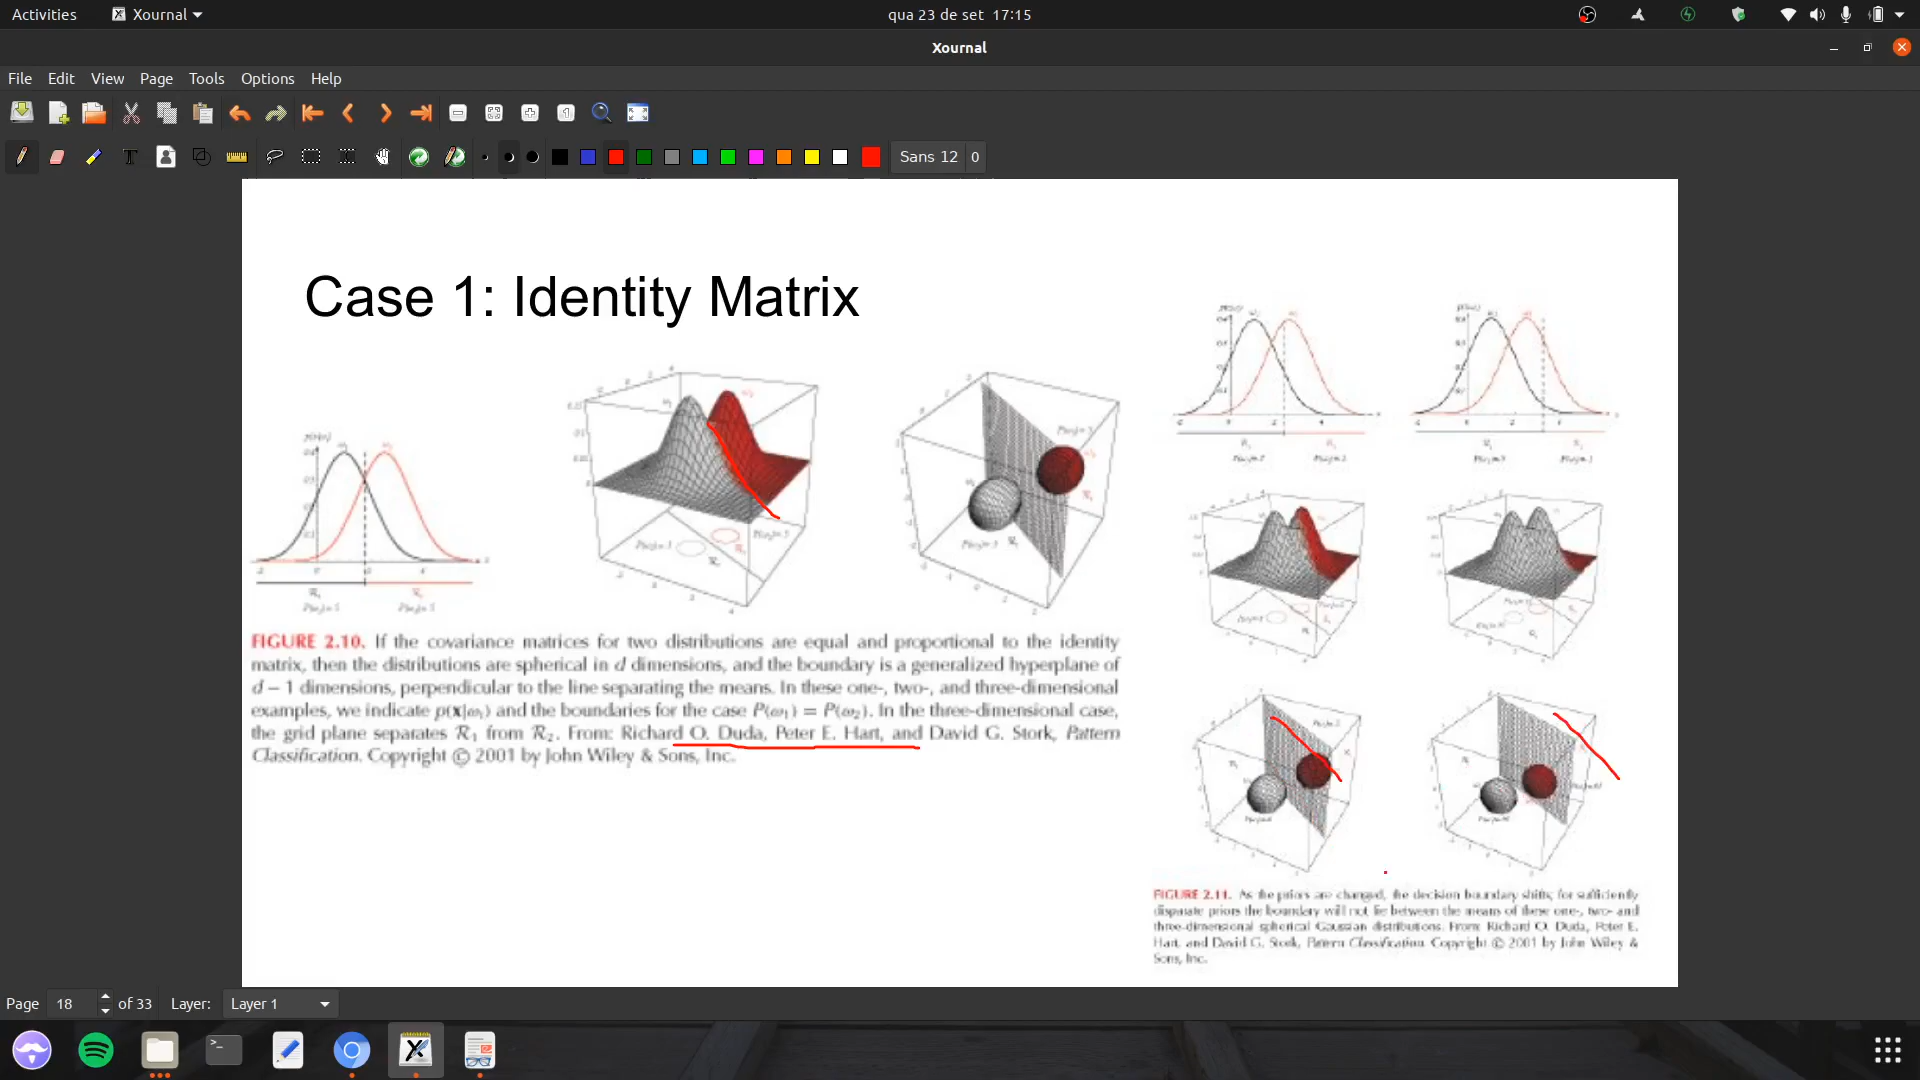 Activities
Xournal
qua 23 de set 17:15
Xournal
File Edit View Page Tools Options Help
Sans 12 0
Case 1: Identity Matrix
FIGURE 2.10. If the covariance matrices for two distributions are equal and proportional to the identity
matrix, then the distributions are spherical in d dimensions, and the boundary is a generalized hyperplane of
d − 1 dimensions, perpendicular to the line separating the means. In these one-, two-, and three-dimensional
examples, we indicate p(x|ωi) and the boundaries for the case P(ω1) = P(ω2). In the three-dimensional case,
the grid plane separates R1 from R2. From: Richard O. Duda, Peter E. Hart, and David G. Stork, Pattern
Classification. Copyright © 2001 by John Wiley & Sons, Inc.
FIGURE 2.11. As the priors are changed, the decision boundary shifts; for sufficiently
disparate priors the boundary will not lie between the means of these one-, two- and
three-dimensional spherical Gaussian distributions. From: Richard O. Duda, Peter E.
Hart, and David G. Stork, Pattern Classification. Copyright © 2001 by John Wiley &
Sons, Inc.
Page 18 of 33 Layer: Layer 1